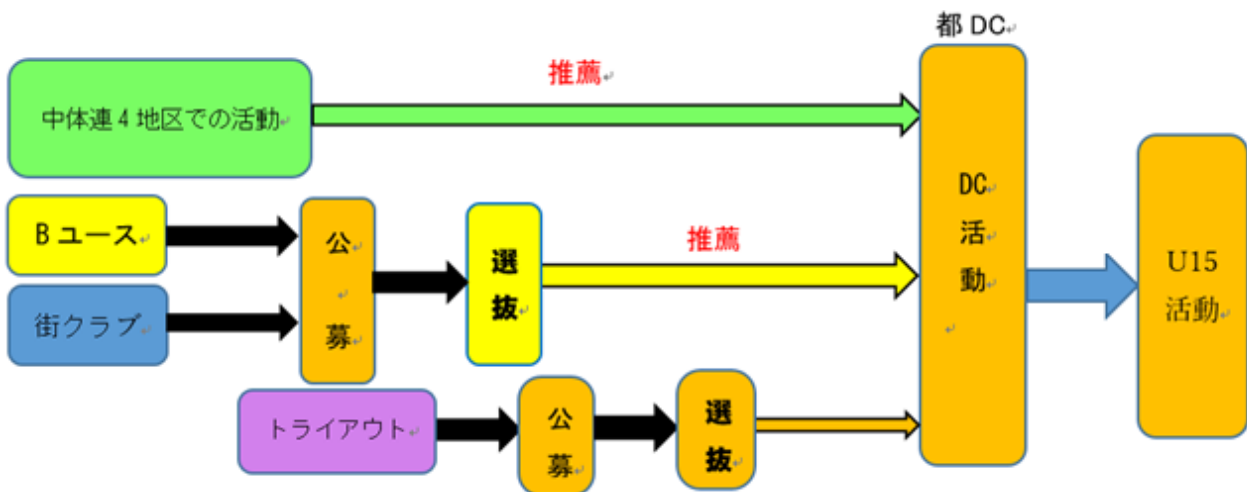 都 DC
推薦
中体連 4 地区での活動
B ユース
街クラブ
公
募
選
抜
推薦
DC
活
動
U15
活動
トライアウト
公
募
選
抜